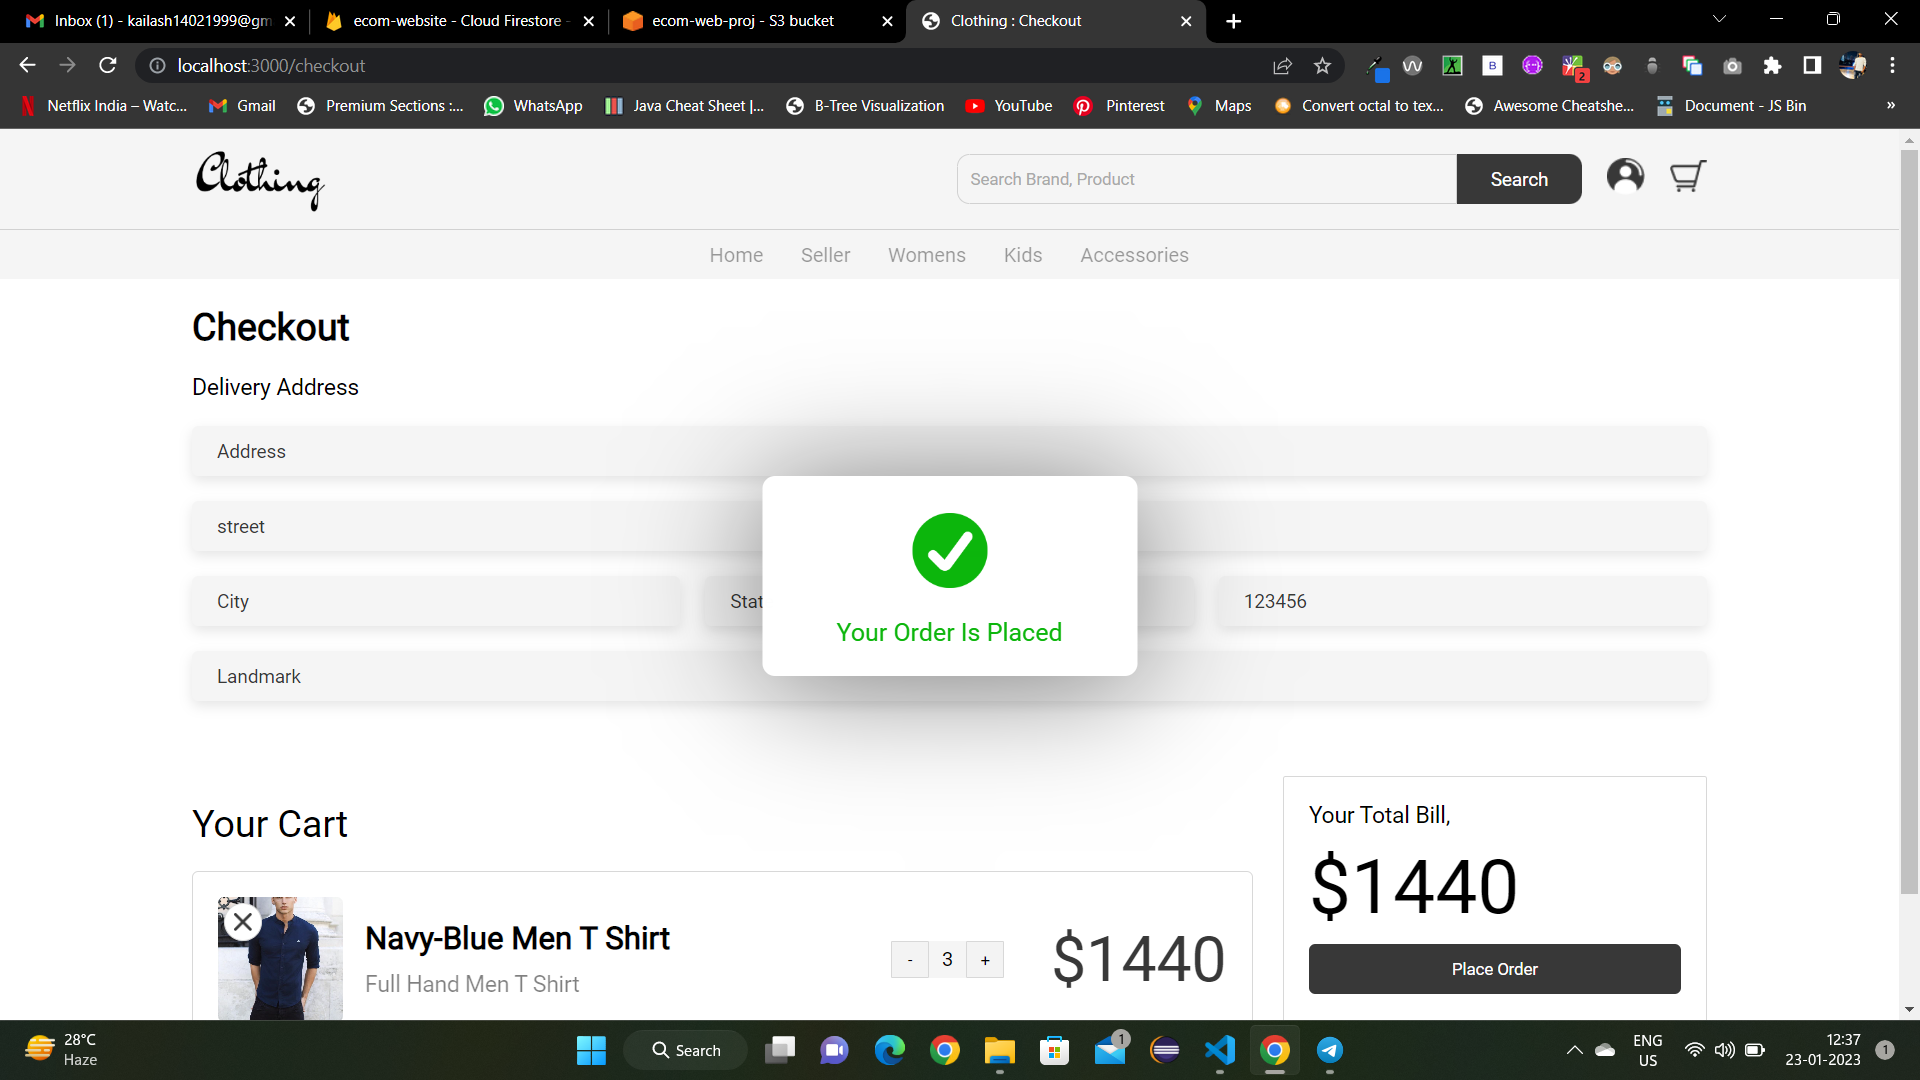 Inbox (1) - kailash14021999@gm
ecom-website - Cloud Firestore -
ecom-web-proj - S3 bucket
Clothing : Checkout
localhost:3000/checkout
2
Netflix India – Watc...
Gmail
Premium Sections :...
WhatsApp
Java Cheat Sheet |...
B-Tree Visualization
YouTube
Pinterest
Maps
Convert octal to tex...
Awesome Cheatshe...
Document - JS Bin
»
Clothing
Search Brand, Product
Search
Home
Seller
Womens
Kids
Accessories
Checkout
Delivery Address
Address
street
City
Stat
123456
Landmark
Your Order Is Placed
Your Cart
Navy-Blue Men T Shirt
Full Hand Men T Shirt
- 3 +
$1440
Your Total Bill,
$1440
Place Order
28°C
Haze
Search
1
ENG
US
12:37
23-01-2023
1